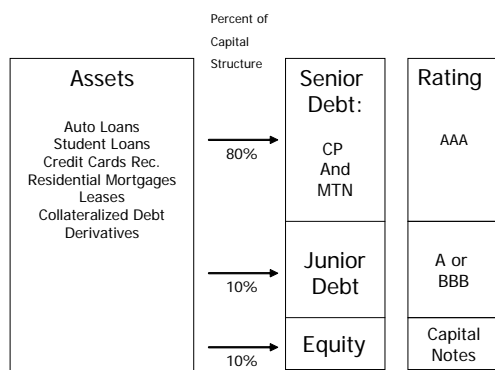 Percent of
Capital
Structure
Assets
Auto Loans
Student Loans
Credit Cards Rec.
Residential Mortgages
Leases
Collateralized Debt
Derivatives
80%
10%
10%
Senior
Debt:
CP
And
MTN
Junior
Debt
Equity
Rating
AAA
A or
BBB
Capital
Notes